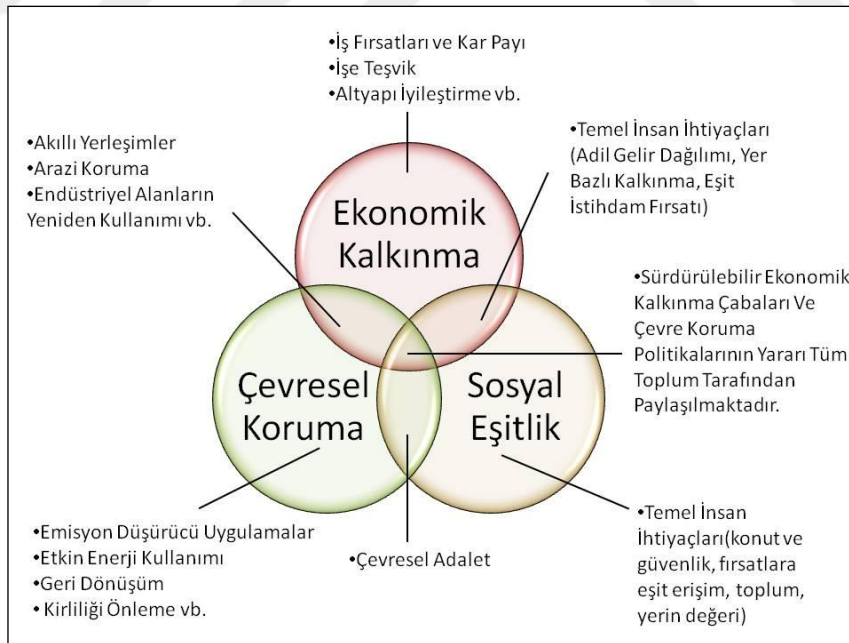 •İş Fırsatları ve Kar Payı
•İşe Teşvik
•Altyapı İyileştirme vb.
•Akıllı Yerleşimler
•Arazi Koruma
•Endüstriyel Alanların
Yeniden Kullanımı vb.
•Temel İnsan İhtiyaçları
(Adil Gelir Dağılımı, Yer
Bazlı Kalkınma, Eşit
İstihdam Fırsatı)
Ekonomik
Kalkınma
•Sürdürülebilir Ekonomik
Kalkınma Çabaları Ve
Çevre Koruma
Politikalarının Yararı Tüm
Toplum Tarafından
Paylaşılmaktadır.
Çevresel
Koruma
Sosyal
Eşitlik
•Emisyon Düşürücü Uygulamalar
•Etkin Enerji Kullanımı
•Geri Dönüşüm
• Kirliliği Önleme vb.
•Çevresel Adalet
•Temel İnsan
İhtiyaçları(konut ve
güvenlik, fırsatlara
eşit erişim, toplum,
yerin değeri)